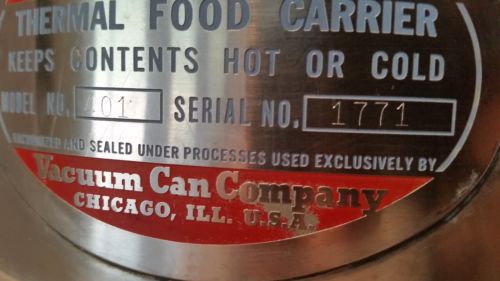 THERMAL FOOD CARRIER
KEEPS CONTENTS HOT OR COLD
MODEL NO. 401 SERIAL NO. 1771
AND SEALED UNDER PROCESSES USED EXCLUSIVELY BY
Vacuum Can Company
CHICAGO, ILL. U.S.A.